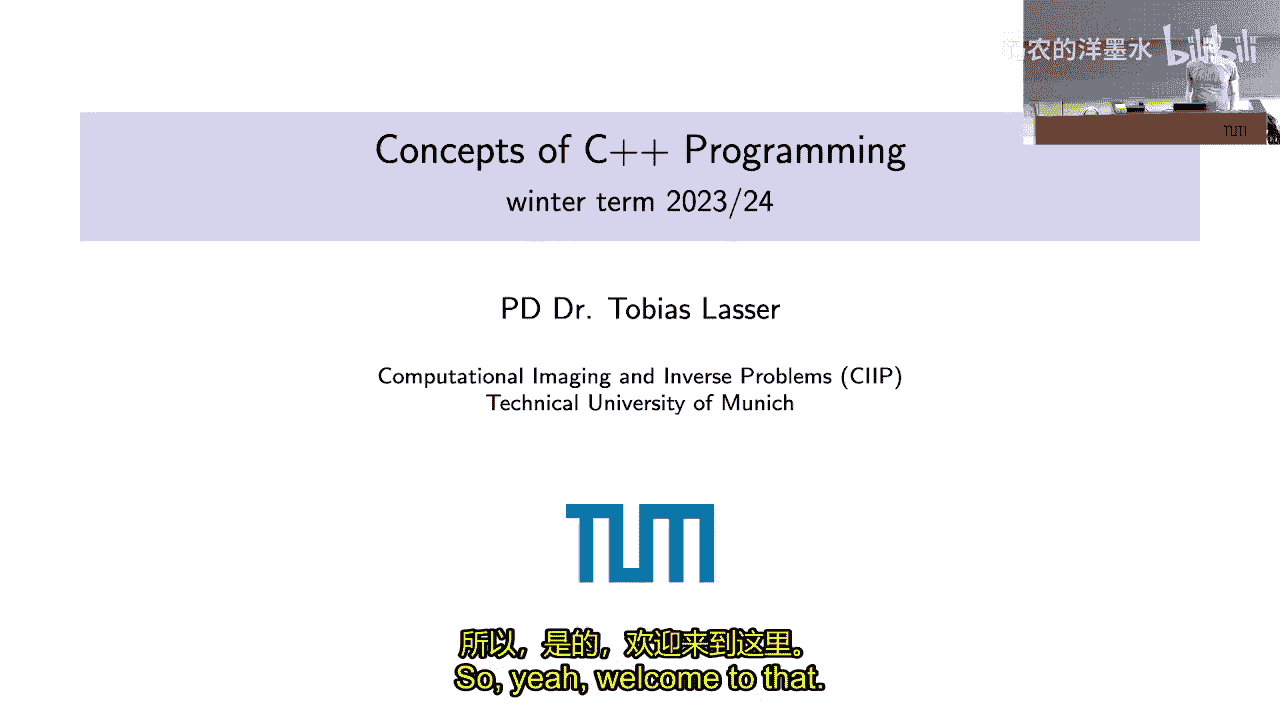 农的洋墨水 bilibili
Concepts of C++ Programming
winter term 2023/24
PD Dr. Tobias Lasser
Computational Imaging and Inverse Problems (CIIP)
Technical University of Munich
TUM
所以，是的，欢迎来到这里。
So, yeah, welcome to that.